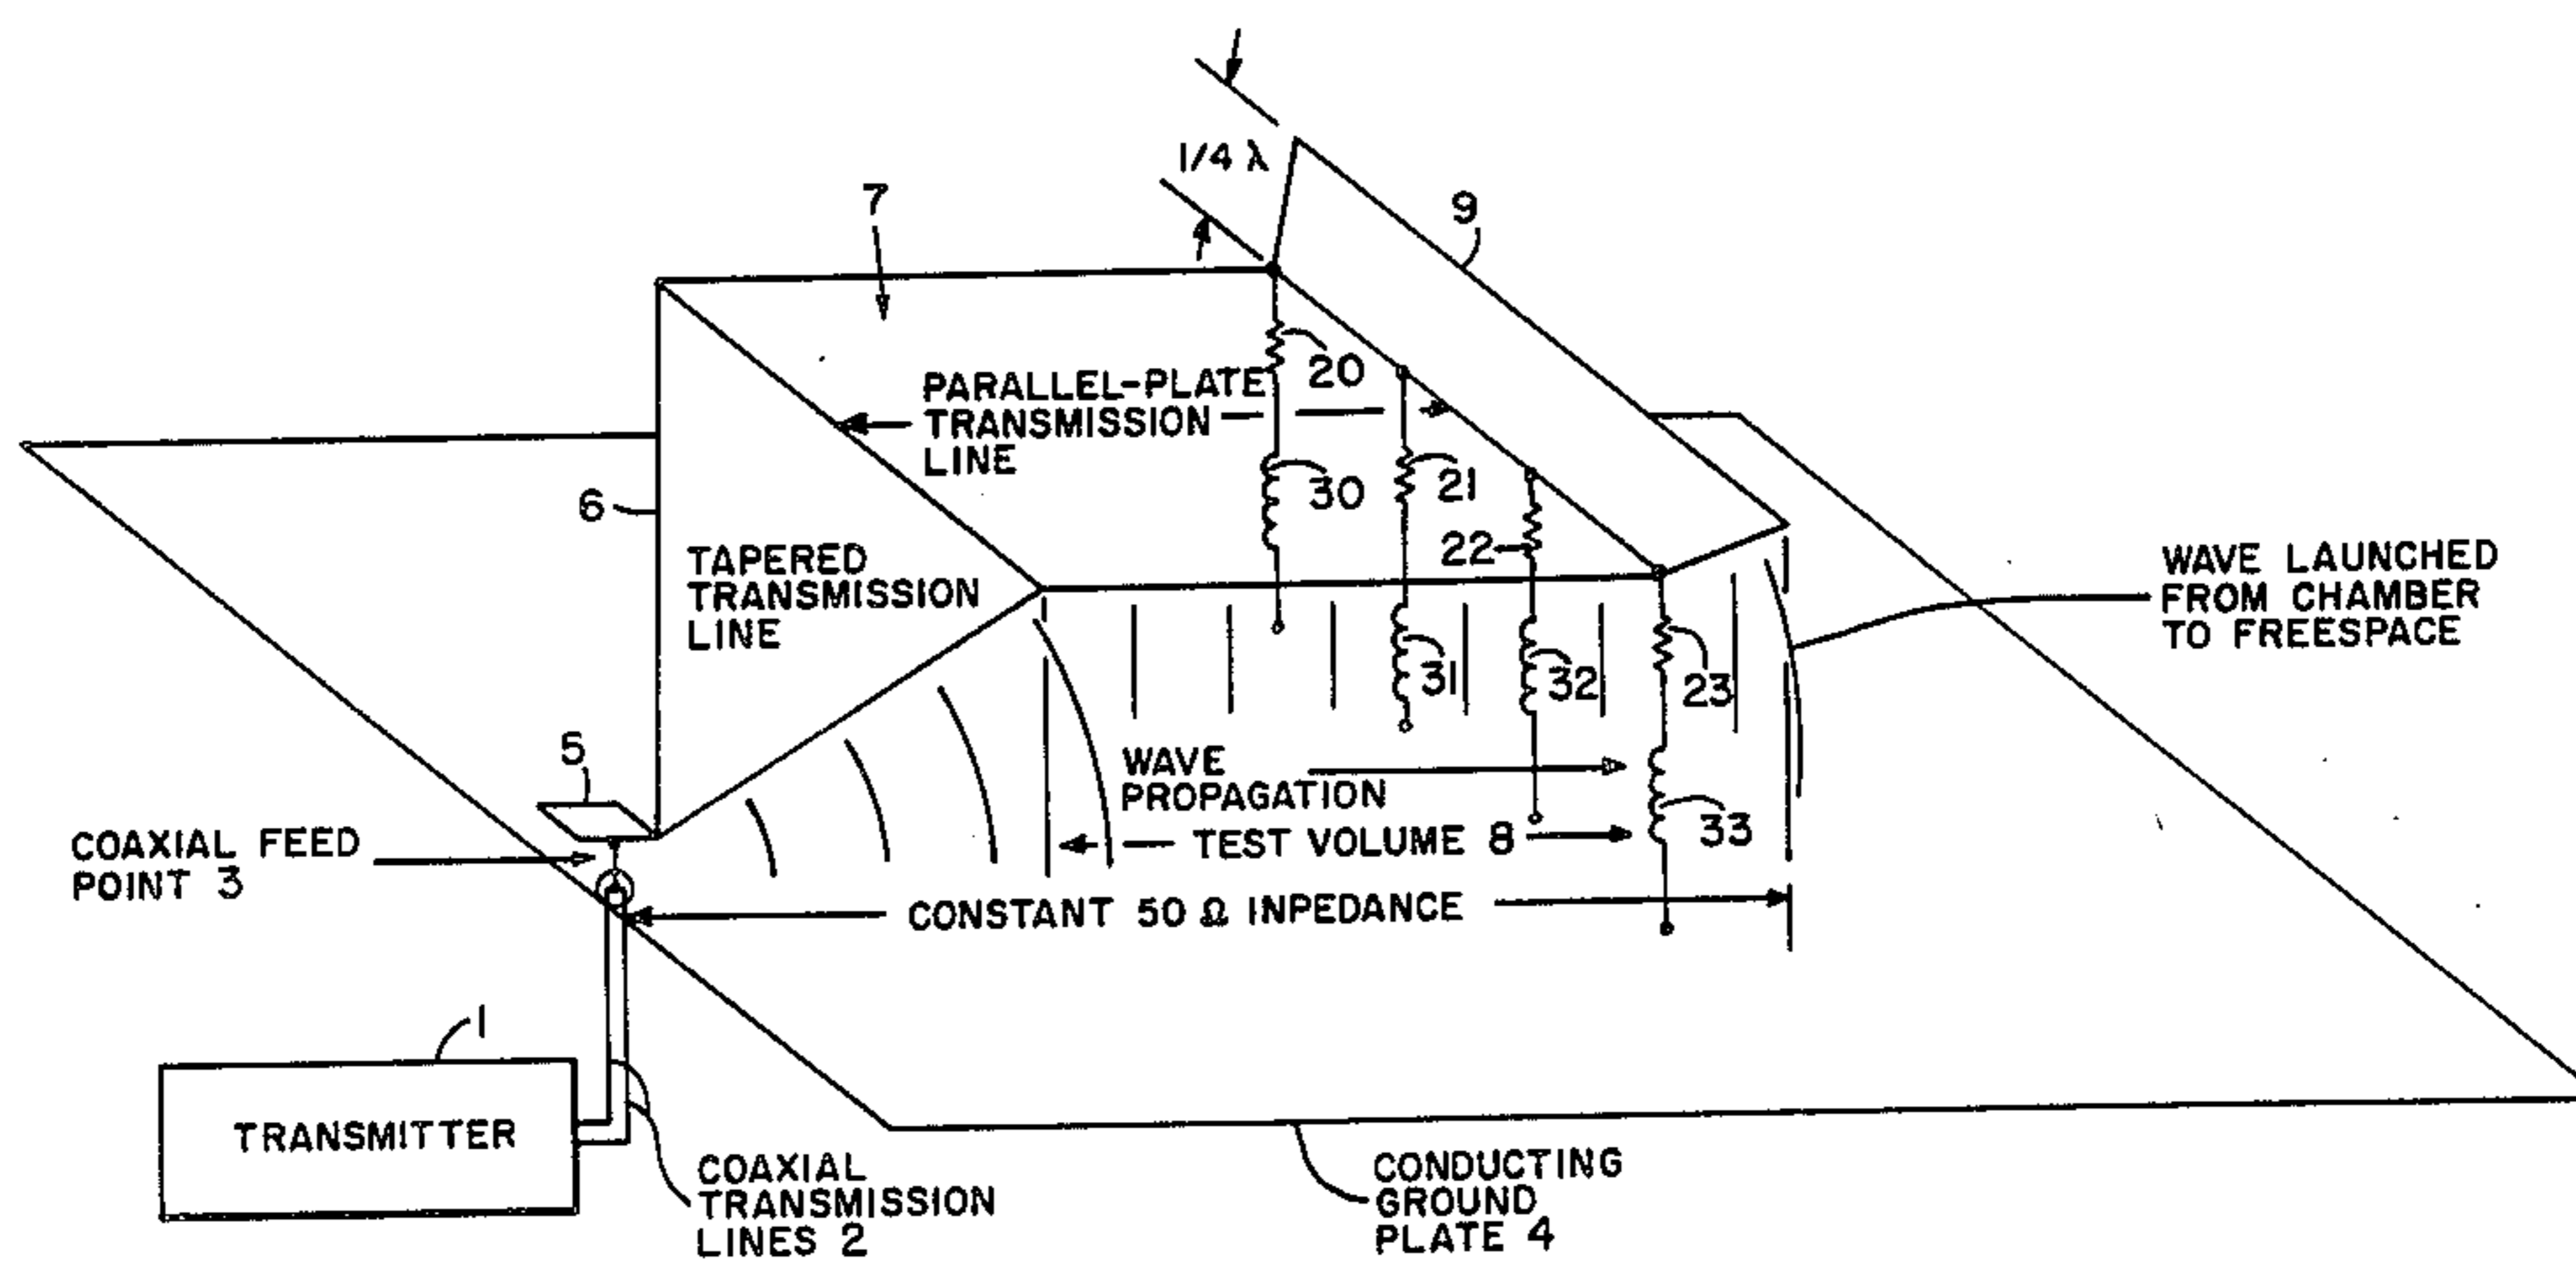 1/4 λ
7
9
PARALLEL-PLATE
TRANSMISSION
LINE
20
21
30
6
22
TAPERED
TRANSMISSION
LINE
WAVE LAUNCHED
FROM CHAMBER
TO FREESPACE
31
32
23
5
WAVE
PROPAGATION
TEST VOLUME 8
33
COAXIAL FEED
POINT 3
CONSTANT 50 Ω INPEDANCE
1
TRANSMITTER
COAXIAL
TRANSMISSION
LINES 2
CONDUCTING
GROUND
PLATE 4